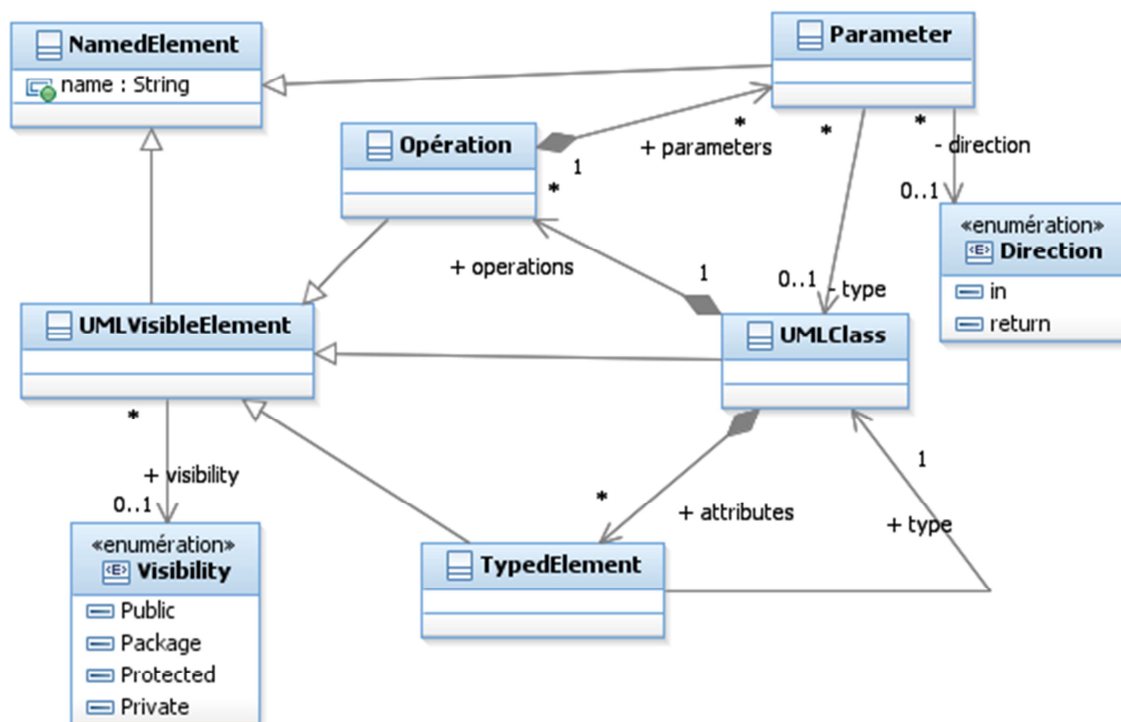 NamedElement
name : String
Parameter
Opération
+ parameters
*
1
*
*
*
- direction
0..1
«enumération»
Direction
in
return
+ operations
1
0..1
- type
UMLVisibleElement
UMLClass
*
+ visibility
0..1
*
+ attributes
1
+ type
«enumération»
Visibility
Public
Package
Protected
Private
TypedElement